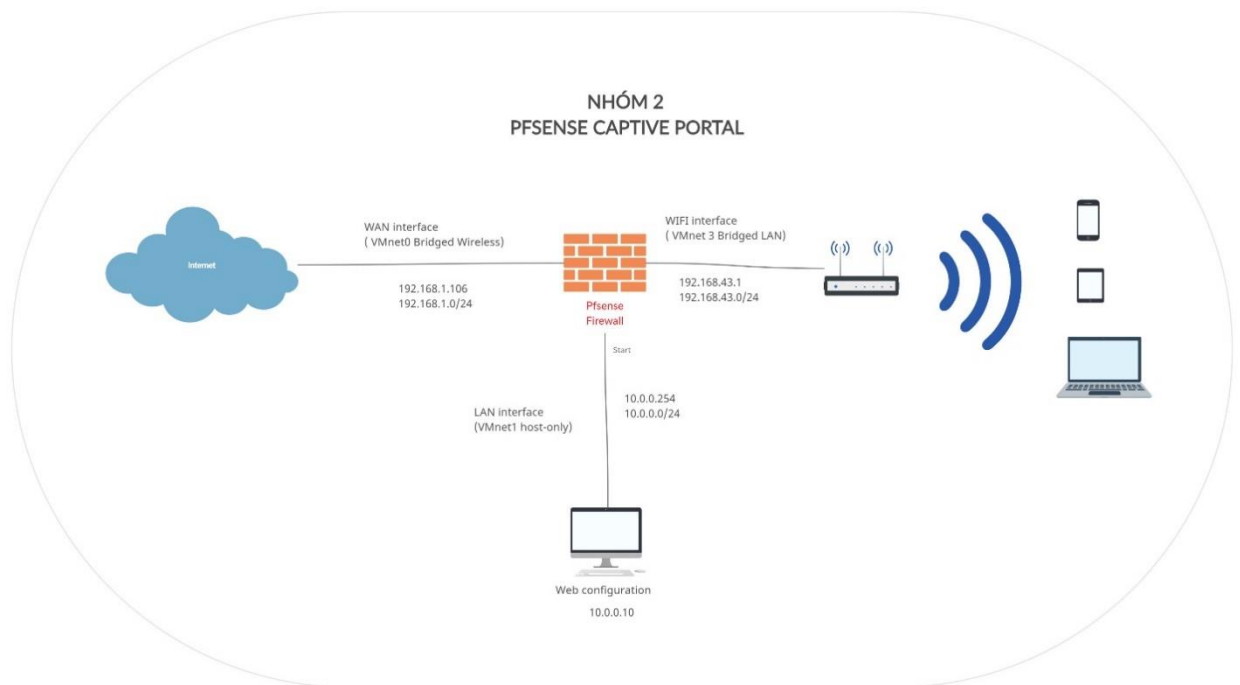 NHÓM 2
PFSENSE CAPTIVE PORTAL
Internet
WAN interface
( VMnet0 Bridged Wireless)
192.168.1.106
192.168.1.0/24
Pfsense
Firewall
WIFI interface
( VMnet 3 Bridged LAN)
192.168.43.1
192.168.43.0/24
Start
LAN interface
(VMnet1 host-only)
10.0.0.254
10.0.0.0/24
Web configuration
10.0.0.10